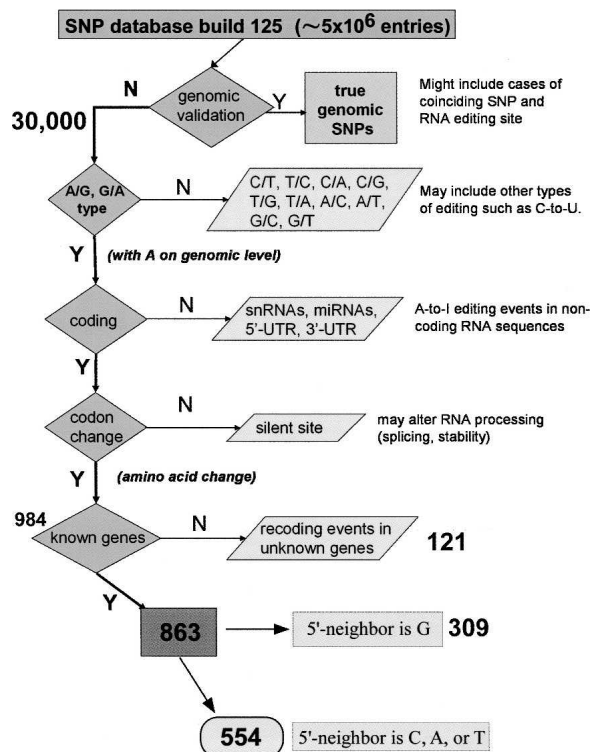 SNP database build 125 (~5x10⁶ entries)
N
genomic
validation
Y
true
genomic
SNPs
Might include cases of
coinciding SNP and
RNA editing site
30,000
A/G, G/A
type
N
C/T, T/C, C/A, C/G,
T/G, T/A, A/C, A/T,
G/C, G/T
May include other types
of editing such as C-to-U.
Y
(with A on genomic level)
coding
N
snRNAs, miRNAs,
5'-UTR, 3'-UTR
A-to-I editing events in non-
coding RNA sequences
Y
codon
change
N
silent site
may alter RNA processing
(splicing, stability)
Y
(amino acid change)
984
known genes
N
recoding events in
unknown genes
121
Y
863
5'-neighbor is G
309
554
5'-neighbor is C, A, or T